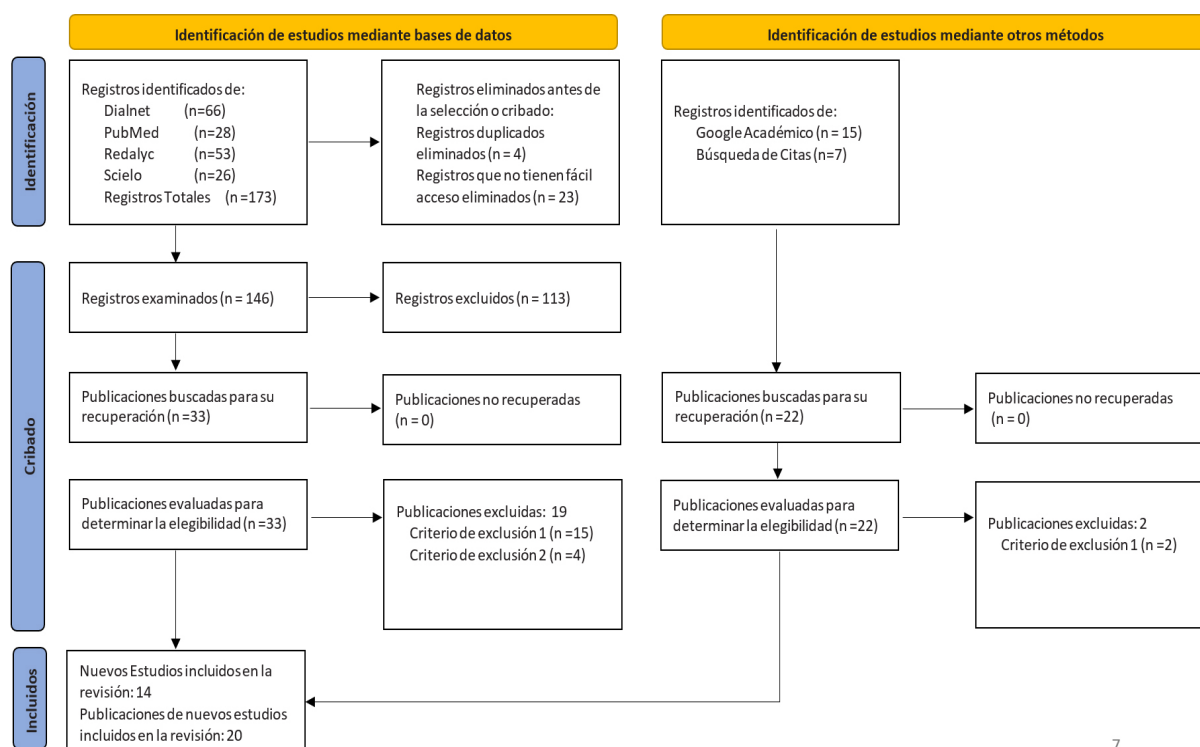 Identificación de estudios mediante bases de datos
Identificación de estudios mediante otros métodos
Identificación
Registros identificados de:
Dialnet (n=66)
PubMed (n=28)
Redalyc (n=53)
Scielo (n=26)
Registros Totales (n =173)
Registros eliminados antes de
la selección o cribado:
Registros duplicados
eliminados (n = 4)
Registros que no tienen fácil
acceso eliminados (n = 23)
Registros identificados de:
Google Académico (n = 15)
Búsqueda de Citas (n=7)
Cribado
Registros examinados (n = 146)
Registros excluidos (n = 113)
Publicaciones buscadas para su
recuperación (n =33)
Publicaciones no recuperadas
(n = 0)
Publicaciones buscadas para su
recuperación (n =22)
Publicaciones no recuperadas
(n = 0)
Publicaciones evaluadas para
determinar la elegibilidad (n =33)
Publicaciones excluidas: 19
Criterio de exclusión 1 (n =15)
Criterio de exclusión 2 (n =4)
Publicaciones evaluadas para
determinar la elegibilidad (n =22)
Publicaciones excluidas: 2
Criterio de exclusión 1 (n =2)
Incluidos
Nuevos Estudios incluidos en la
revisión: 14
Publicaciones de nuevos estudios
incluidos en la revisión: 20
7